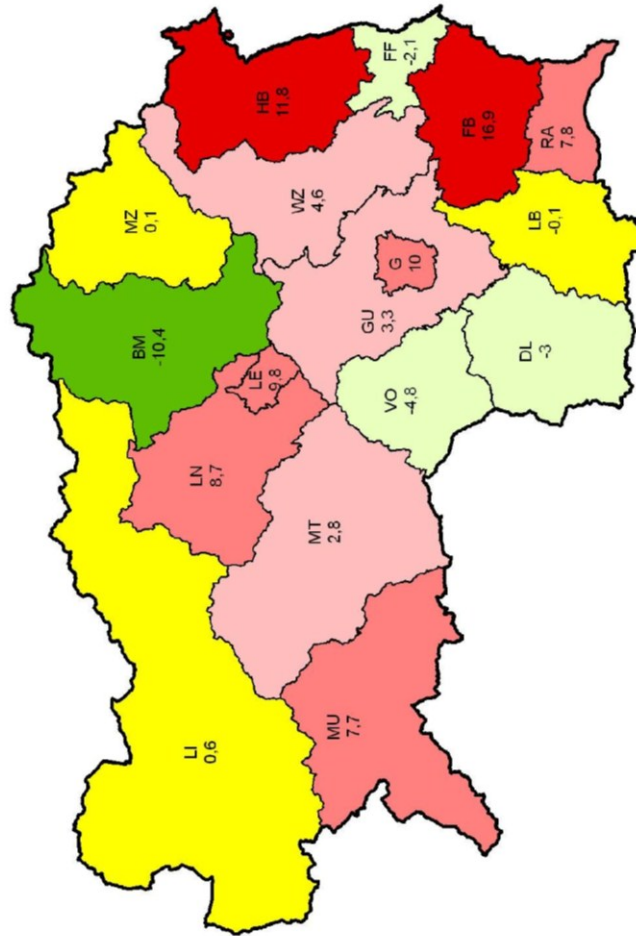 LI
0,6
BM
-10,4
MZ
0,1
HB
11,8
LN
8,7
LE
9,8
WZ
4,6
MT
2,8
GU
3,3
G
10
FF
-2,1
MU
7,7
VO
-4,8
FB
16,9
DL
-3
LB
-0,1
RA
7,8